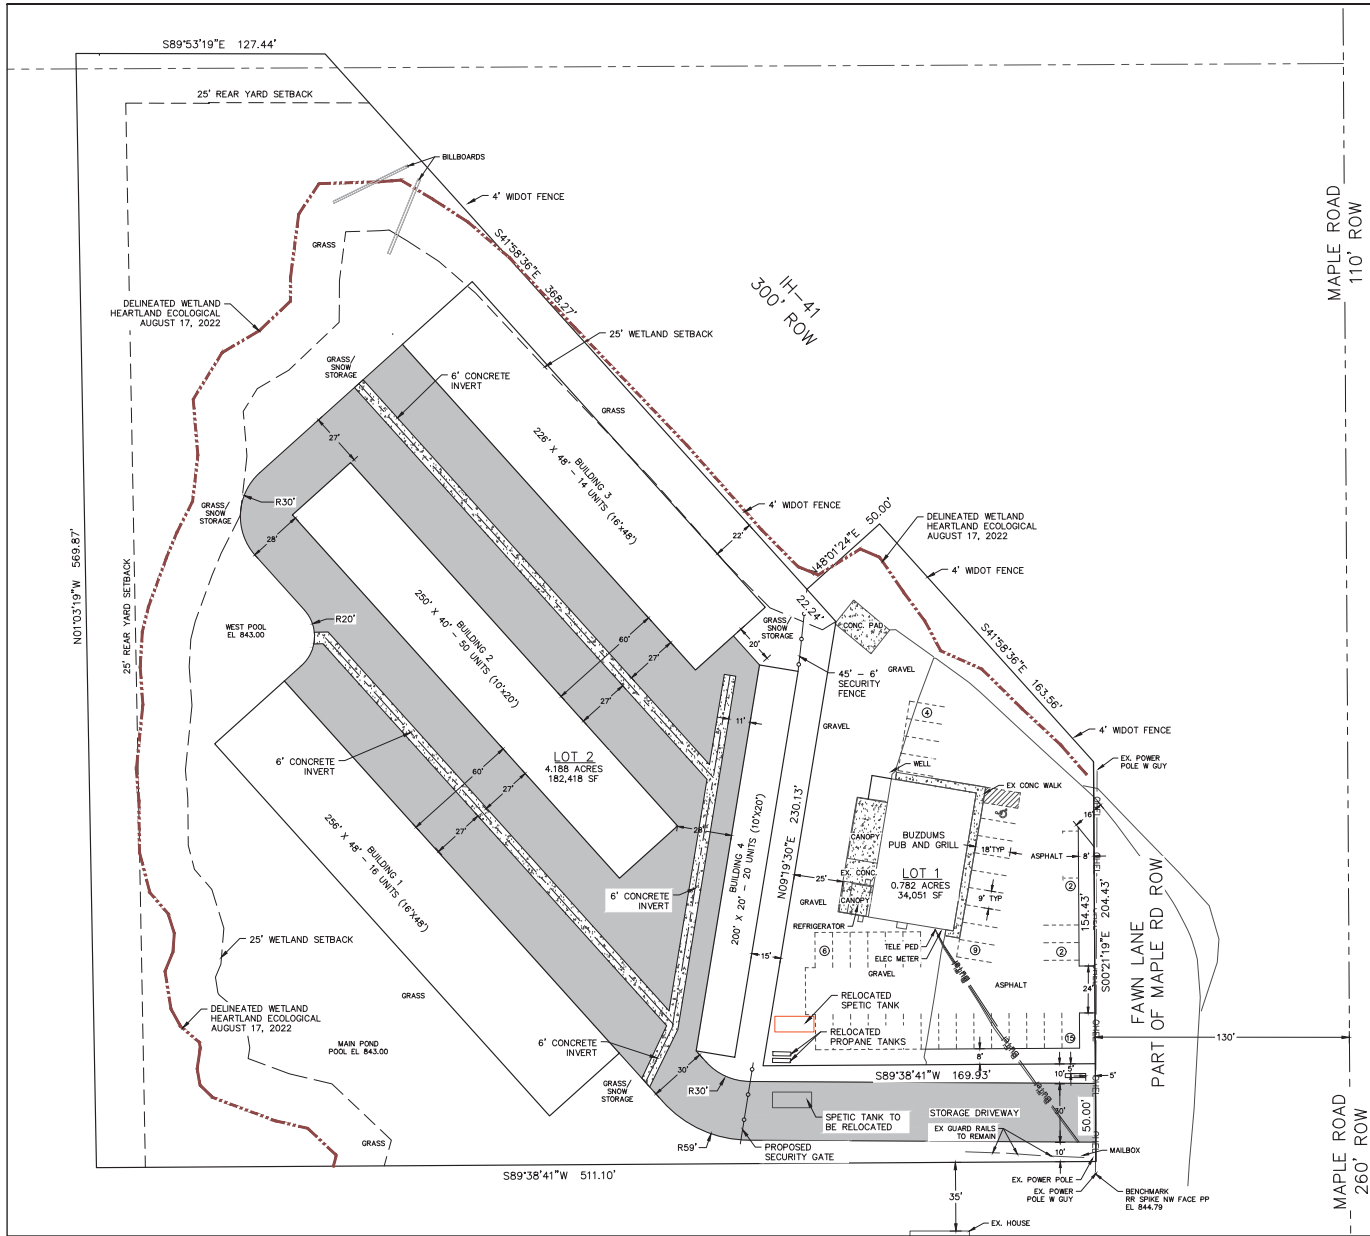 S89°53'19"E 127.44'
25' REAR YARD SETBACK
BILLBOARDS
4' WIDOT FENCE
GRASS
S41°58'36"E 368.27'
IH-41
300' ROW
MAPLE ROAD
110' ROW
DELINEATED WETLAND
HEARTLAND ECOLOGICAL
AUGUST 17, 2022
25' WETLAND SETBACK
GRASS/
SNOW
STORAGE
6' CONCRETE
INVERT
GRASS
27'
BUILDING 3
226' X 48' - 14 UNITS (16'x48')
R30'
GRASS/
SNOW
STORAGE
28'
22'
4' WIDOT FENCE
N48°01'24"E 50.00'
DELINEATED WETLAND
HEARTLAND ECOLOGICAL
AUGUST 17, 2022
4' WIDOT FENCE
N01°03'19"W 569.87'
25' REAR YARD SETBACK
WEST POOL
EL 843.00
R20'
BUILDING 2
250' X 40' - 50 UNITS (10'x20')
60'
27'
27'
20'
GRASS/
SNOW
STORAGE
22.24'
CONC. PAD
S41°58'36"E 163.56'
45' - 6'
SECURITY
FENCE
GRAVEL
GRAVEL
4
11'
4' WIDOT FENCE
WELL
EX. POWER
POLE W GUY
EX CONC WALK
6' CONCRETE
INVERT
60'
27'
27'
LOT 2
4.188 ACRES
182,418 SF
28'
BUILDING 1
256' X 48' - 16 UNITS (16'x48')
BUILDING 4
200' X 20' - 20 UNITS (10'X20')
N09°19'30"E 230.13'
CANOPY
BUZDUMS
PUB AND GRILL
18'TYP
ASPHALT
16'
8'
LOT 1
0.782 ACRES
34,051 SF
EX. CONC.
CANOPY
25'
GRAVEL
9' TYP
2
REFRIGERATOR
6' CONCRETE
INVERT
154.43'
S00°21'19"E 204.43'
FAWN LANE
PART OF MAPLE RD ROW
25' WETLAND SETBACK
6
TELE PED
ELEC METER
9
2
15'
GRAVEL
ASPHALT
24'
GRASS
RELOCATED
SPETIC TANK
DELINEATED WETLAND
HEARTLAND ECOLOGICAL
AUGUST 17, 2022
MAIN POND
POOL EL 843.00
6' CONCRETE
INVERT
RELOCATED
PROPANE TANKS
15
130'
8'
S89°38'41"W 169.93'
5'
10'
5'
30'
R30'
GRASS/
SNOW
STORAGE
SPETIC TANK TO
BE RELOCATED
STORAGE DRIVEWAY
30'
50.00'
EX GUARD RAILS
TO REMAIN
GRASS
R59'
PROPOSED
SECURITY GATE
10'
MAILBOX
S89°38'41"W 511.10'
EX. POWER POLE
EX. POWER
POLE W GUY
BENCHMARK
RR SPIKE NW FACE PP
EL 844.79
35'
EX. HOUSE
MAPLE ROAD
260' ROW